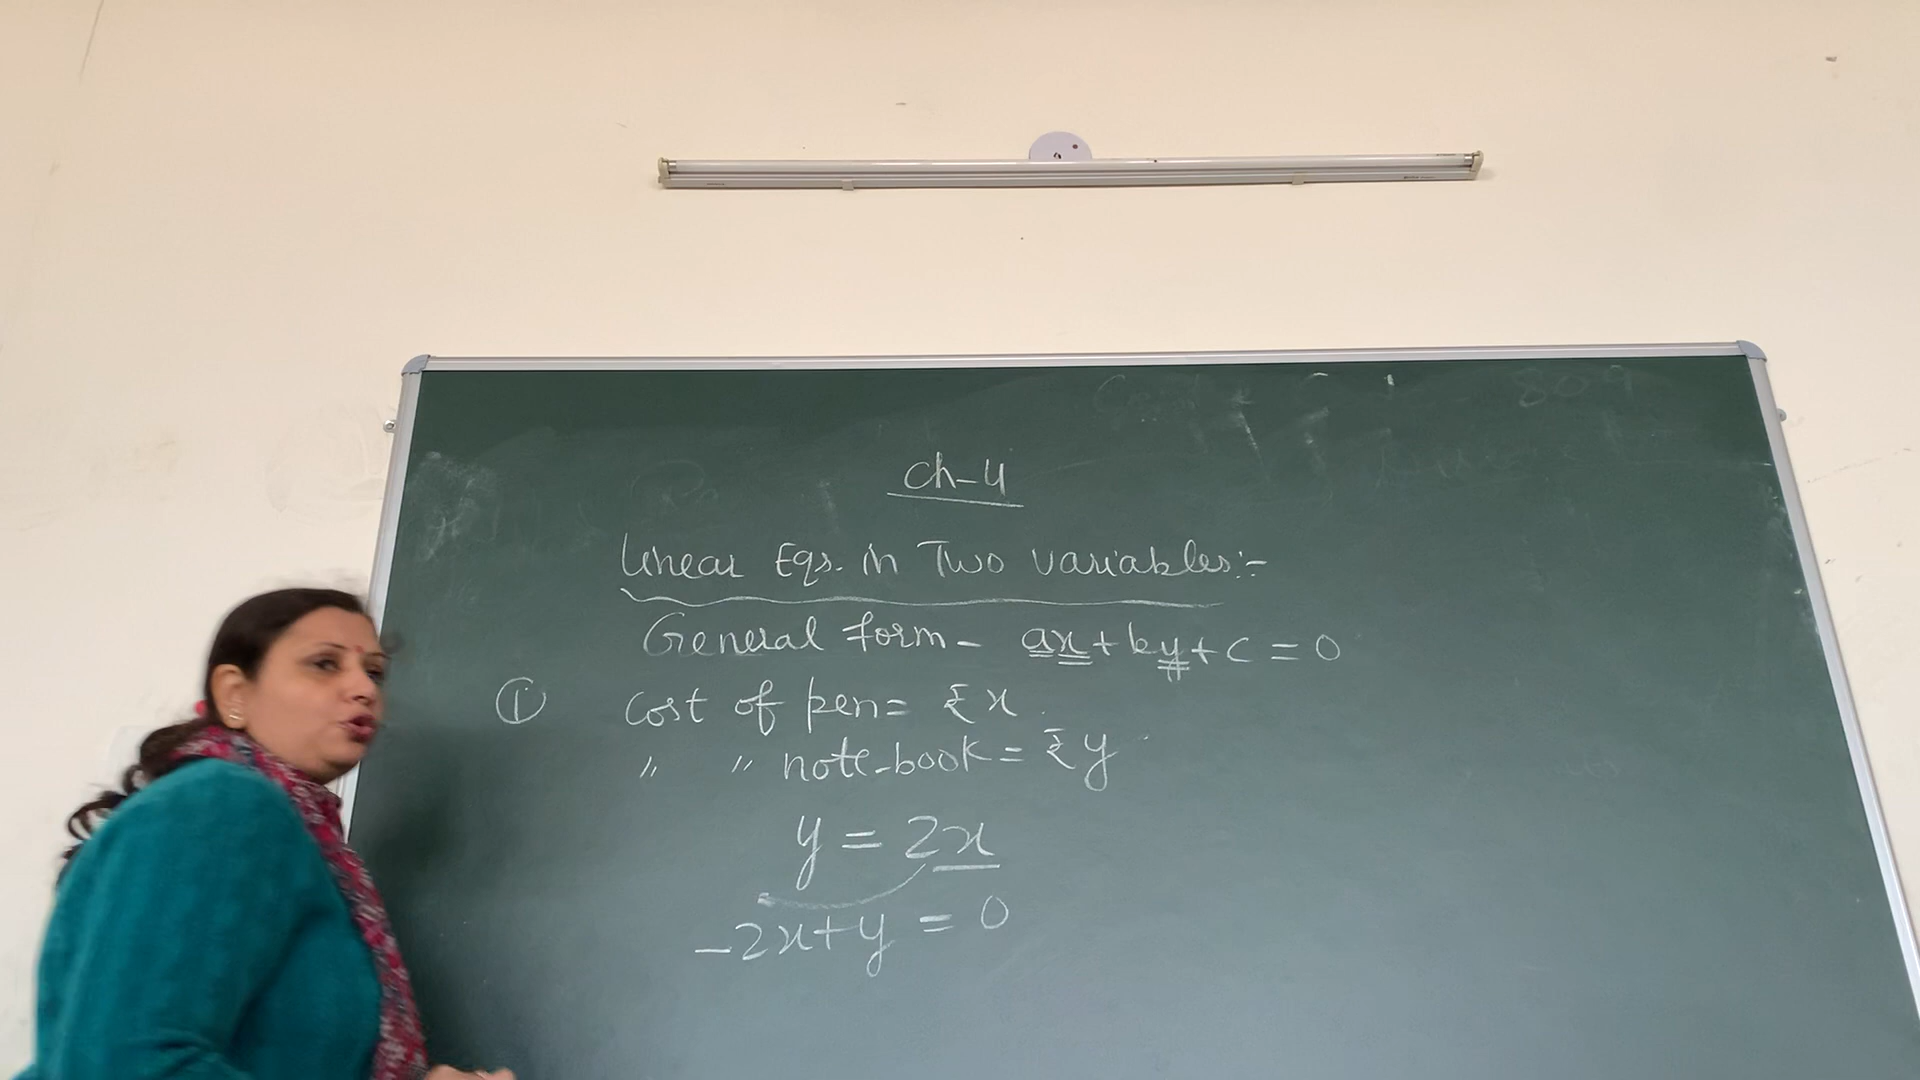 Ch-4
Linear Eqs. in Two variables:-
General form - ax + by + c = 0
① Cost of pen = ₹ x.
〃 〃 note-book = ₹ y.
y = 2x
-2x + y = 0